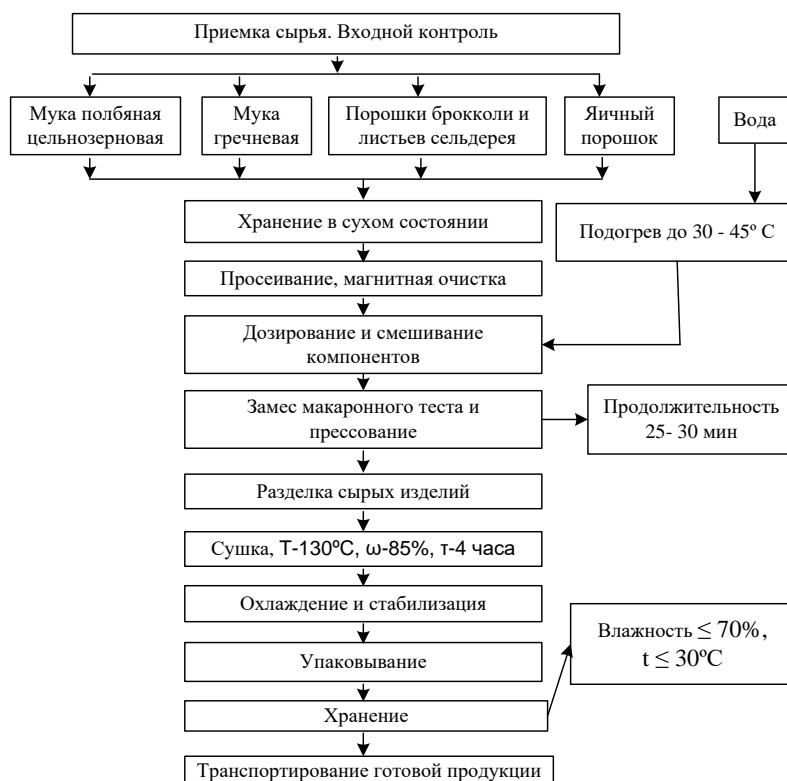 Приемка сырья. Входной контроль
Мука полбяная
цельнозерновая
Мука
гречневая
Порошки брокколи и
листьев сельдерея
Яичный
порошок
Вода
Хранение в сухом состоянии
Подогрев до 30 - 45º С
Просеивание, магнитная очистка
Дозирование и смешивание
компонентов
Замес макаронного теста и
прессование
Продолжительность
25- 30 мин
Разделка сырых изделий
Сушка, Т-130ºС, ω-85%, т-4 часа
Охлаждение и стабилизация
Влажность ≤ 70%,
t ≤ 30ºС
Упаковывание
Хранение
Транспортирование готовой продукции